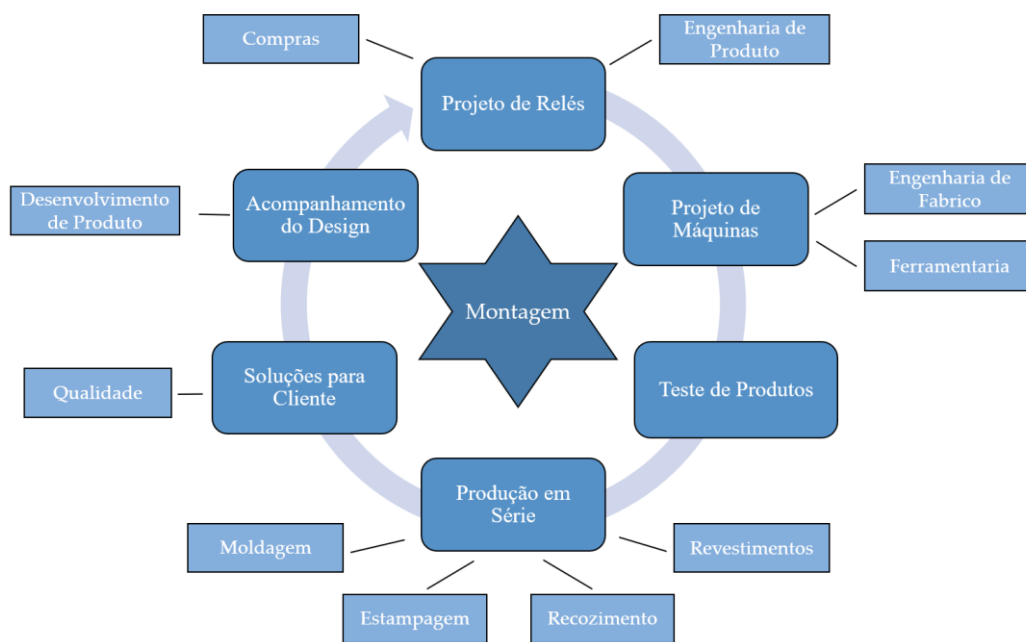 Compras
Engenharia de
Produto
Projeto de Relés
Desenvolvimento
de Produto
Acompanhamento
do Design
Projeto de
Máquinas
Engenharia de
Fabrico
Ferramentaria
Montagem
Qualidade
Soluções para
Cliente
Teste de Produtos
Produção em
Série
Moldagem
Revestimentos
Estampagem
Recozimento